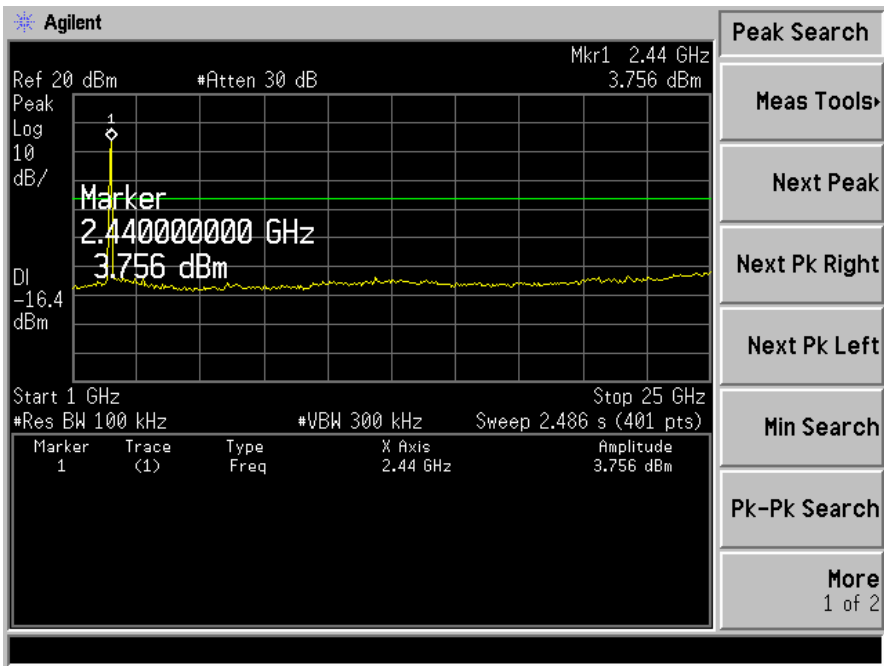 Agilent
Peak Search
Mkr1 2.44 GHz
Ref 20 dBm #Atten 30 dB 3.756 dBm
Peak
Log
10
dB/
1
Marker
2.440000000 GHz
3.756 dBm
DI
-16.4
dBm
Start 1 GHz Stop 25 GHz
#Res BW 100 kHz #VBW 300 kHz Sweep 2.486 s (401 pts)
Marker Trace Type X Axis Amplitude
1 (1) Freq 2.44 GHz 3.756 dBm
Meas Tools
Next Peak
Next Pk Right
Next Pk Left
Min Search
Pk-Pk Search
More
1 of 2